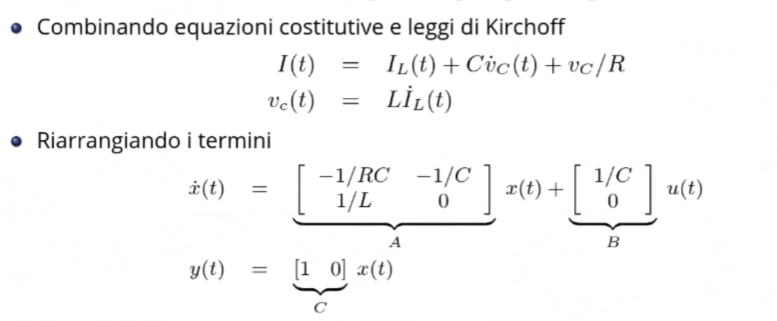 Combinando equazioni costitutive e leggi di Kirchoff
I(t) = I_L(t) + Cv̇_C(t) + v_C/R
v_c(t) = Lİ_L(t)
Riarrangiando i termini
ẋ(t) = [ −1/RC −1/C ; 1/L 0 ] x(t) + [ 1/C ; 0 ] u(t)
A B
y(t) = [1 0] x(t)
C